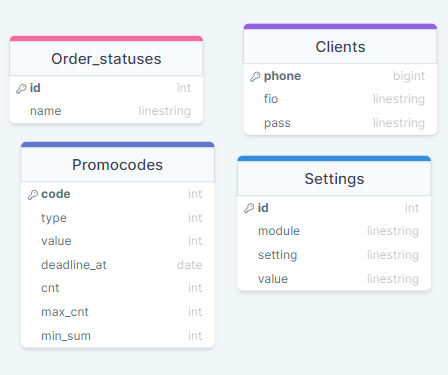 Order_statuses
id int
name linestring
Clients
phone bigint
fio linestring
pass linestring
Promocodes
code int
type int
value int
deadline_at date
cnt int
max_cnt int
min_sum int
Settings
id int
module linestring
setting linestring
value linestring